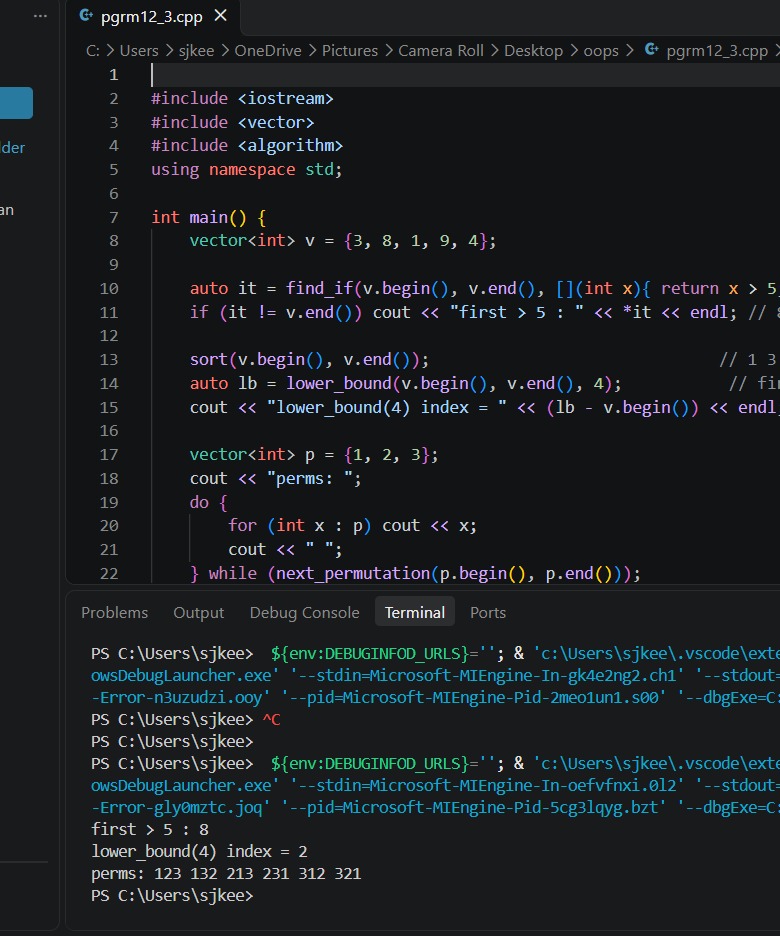 ...
pgrm12_3.cpp
C: > Users > sjkee > OneDrive > Pictures > Camera Roll > Desktop > oops > pgrm12_3.cpp >
lder
an
1
2 #include <iostream>
3 #include <vector>
4 #include <algorithm>
5 using namespace std;
6
7 int main() {
8 vector<int> v = {3, 8, 1, 9, 4};
9
10 auto it = find_if(v.begin(), v.end(), [](int x){ return x > 5
11 if (it != v.end()) cout << "first > 5 : " << *it << endl; // 8
12
13 sort(v.begin(), v.end()); // 1 3
14 auto lb = lower_bound(v.begin(), v.end(), 4); // fin
15 cout << "lower_bound(4) index = " << (lb - v.begin()) << endl
16
17 vector<int> p = {1, 2, 3};
18 cout << "perms: ";
19 do {
20 for (int x : p) cout << x;
21 cout << " ";
22 } while (next_permutation(p.begin(), p.end()));
Problems Output Debug Console Terminal Ports
PS C:\Users\sjkee> ${env:DEBUGINFOD_URLS}=''; & 'c:\Users\sjkee\.vscode\exte
owsDebugLauncher.exe' '--stdin=Microsoft-MIEngine-In-gk4e2ng2.ch1' '--stdout=
-Error-n3uzudzi.ooy' '--pid=Microsoft-MIEngine-Pid-2meo1un1.s00' '--dbgExe=C:
PS C:\Users\sjkee> ^C
PS C:\Users\sjkee>
PS C:\Users\sjkee> ${env:DEBUGINFOD_URLS}=''; & 'c:\Users\sjkee\.vscode\exte
owsDebugLauncher.exe' '--stdin=Microsoft-MIEngine-In-oefvfnxi.0l2' '--stdout=
-Error-gly0mztc.joq' '--pid=Microsoft-MIEngine-Pid-5cg3lqyg.bzt' '--dbgExe=C:
first > 5 : 8
lower_bound(4) index = 2
perms: 123 132 213 231 312 321
PS C:\Users\sjkee>